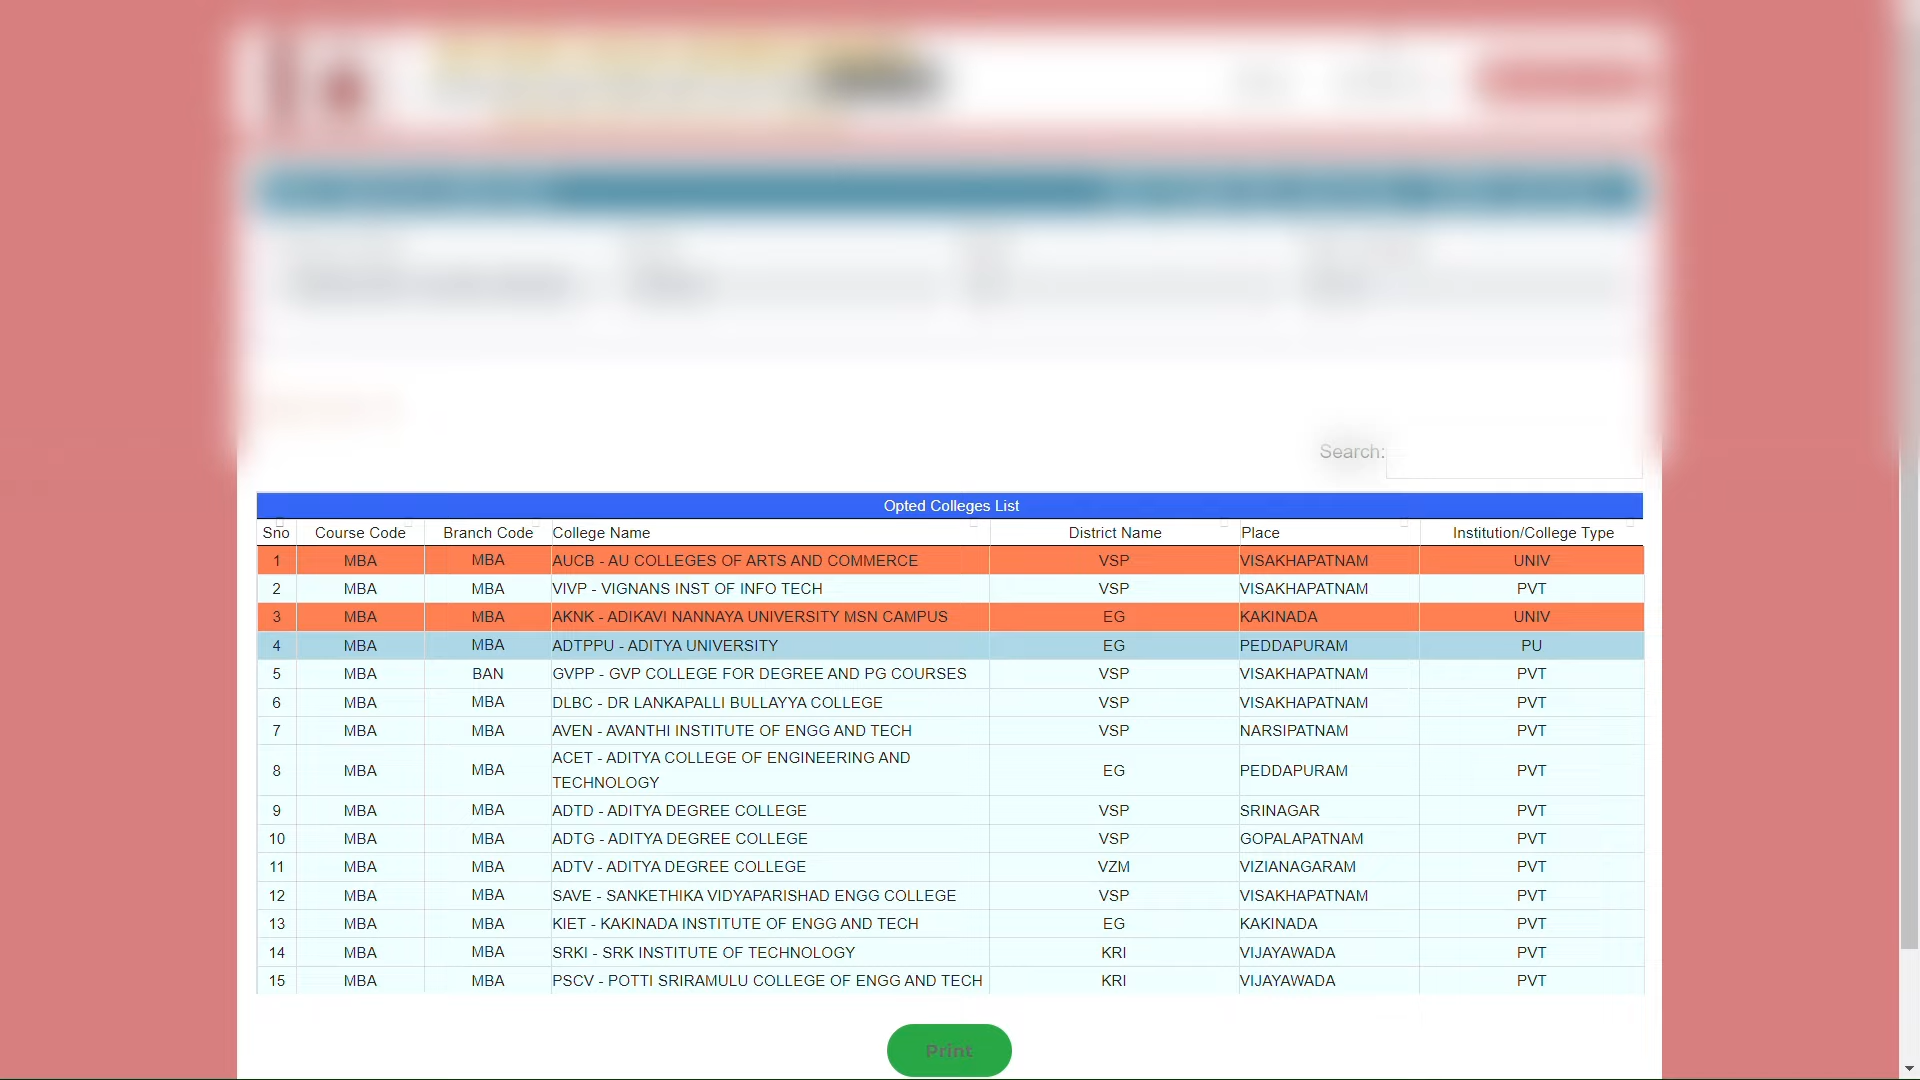 Search:
Opted Colleges List
Sno Course Code Branch Code College Name District Name Place Institution/College Type
1 MBA MBA AUCB - AU COLLEGES OF ARTS AND COMMERCE VSP VISAKHAPATNAM UNIV
2 MBA MBA VIVP - VIGNANS INST OF INFO TECH VSP VISAKHAPATNAM PVT
3 MBA MBA AKNK - ADIKAVI NANNAYA UNIVERSITY MSN CAMPUS EG KAKINADA UNIV
4 MBA MBA ADTPPU - ADITYA UNIVERSITY EG PEDDAPURAM PU
5 MBA BAN GVPP - GVP COLLEGE FOR DEGREE AND PG COURSES VSP VISAKHAPATNAM PVT
6 MBA MBA DLBC - DR LANKAPALLI BULLAYYA COLLEGE VSP VISAKHAPATNAM PVT
7 MBA MBA AVEN - AVANTHI INSTITUTE OF ENGG AND TECH VSP NARSIPATNAM PVT
8 MBA MBA ACET - ADITYA COLLEGE OF ENGINEERING AND
TECHNOLOGY EG PEDDAPURAM PVT
9 MBA MBA ADTD - ADITYA DEGREE COLLEGE VSP SRINAGAR PVT
10 MBA MBA ADTG - ADITYA DEGREE COLLEGE VSP GOPALAPATNAM PVT
11 MBA MBA ADTV - ADITYA DEGREE COLLEGE VZM VIZIANAGARAM PVT
12 MBA MBA SAVE - SANKETHIKA VIDYAPARISHAD ENGG COLLEGE VSP VISAKHAPATNAM PVT
13 MBA MBA KIET - KAKINADA INSTITUTE OF ENGG AND TECH EG KAKINADA PVT
14 MBA MBA SRKI - SRK INSTITUTE OF TECHNOLOGY KRI VIJAYAWADA PVT
15 MBA MBA PSCV - POTTI SRIRAMULU COLLEGE OF ENGG AND TECH KRI VIJAYAWADA PVT
Print